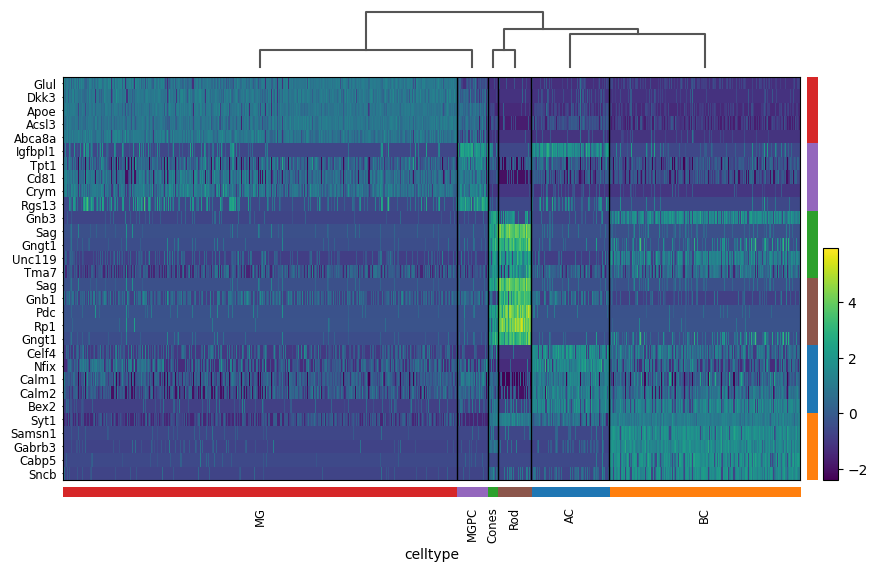 Glul
Dkk3
Apoe
Acsl3
Abca8a
Igfbpl1
Tpt1
Cd81
Crym
Rgs13
Gnb3
Sag
Gngt1
Unc119
Tma7
Sag
Gnb1
Pdc
Rp1
Gngt1
Celf4
Nfix
Calm1
Calm2
Bex2
Syt1
Samsn1
Gabrb3
Cabp5
Sncb
4
2
0
−2
MG
MGPC
Cones
Rod
AC
BC
celltype